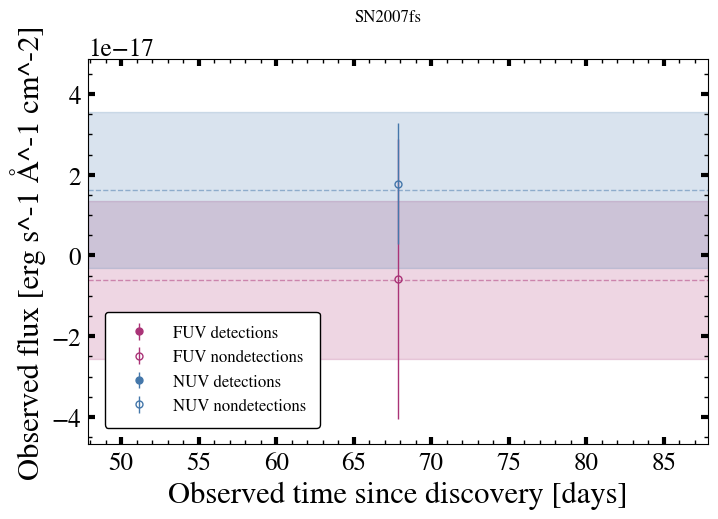 SN2007fs
1e−17
4
2
0
−2
−4
Observed flux [erg s^-1 Å^-1 cm^-2]
FUV detections
FUV nondetections
NUV detections
NUV nondetections
50 55 60 65 70 75 80 85
Observed time since discovery [days]